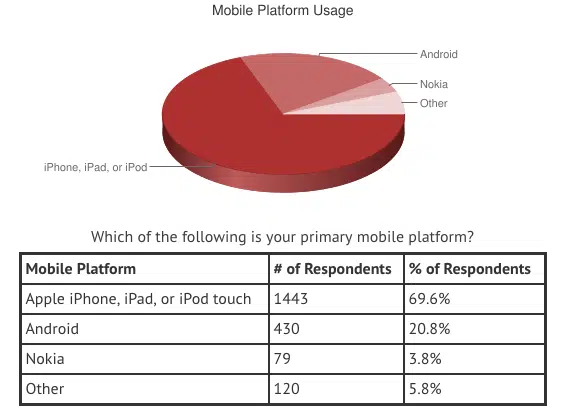 Mobile Platform Usage
Android
Nokia
Other
iPhone, iPad, or iPod
Which of the following is your primary mobile platform?
Mobile Platform # of Respondents % of Respondents
Apple iPhone, iPad, or iPod touch 1443 69.6%
Android 430 20.8%
Nokia 79 3.8%
Other 120 5.8%